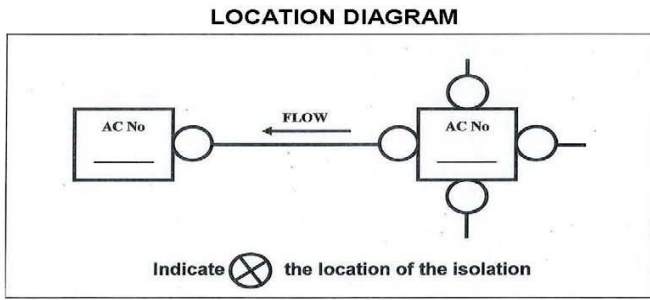 LOCATION DIAGRAM
FLOW
AC No
AC No
Indicate the location of the isolation